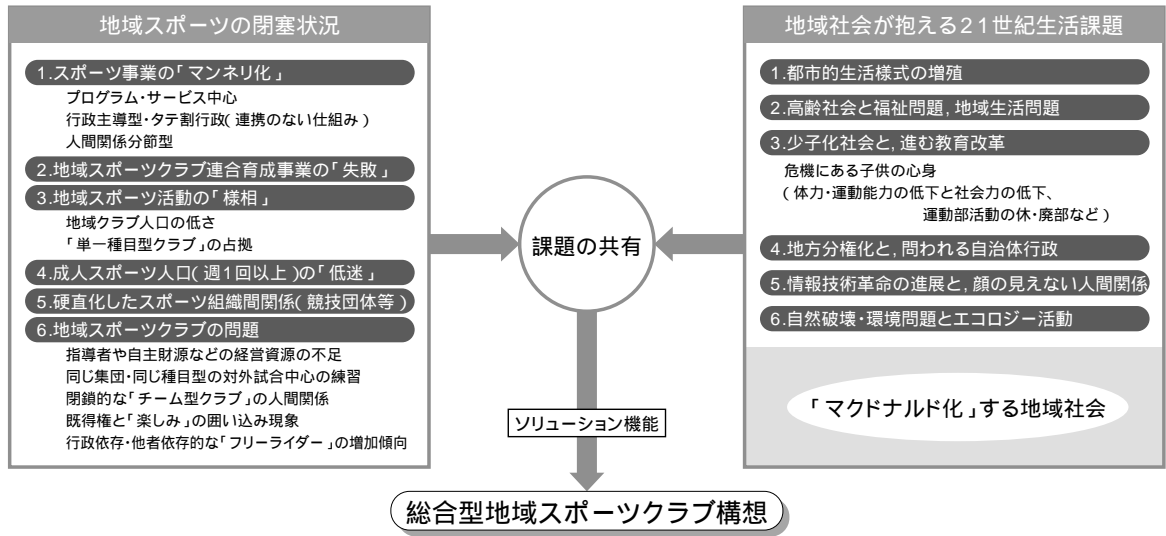 地域スポーツの閉塞状況
1.スポーツ事業の「マンネリ化」
プログラム・サービス中心
行政主導型・タテ割行政(連携のない仕組み)
人間関係分節型
2.地域スポーツクラブ連合育成事業の「失敗」
3.地域スポーツ活動の「様相」
地域クラブ人口の低さ
「単一種目型クラブ」の占拠
4.成人スポーツ人口(週1回以上)の「低迷」
5.硬直化したスポーツ組織間関係(競技団体等)
6.地域スポーツクラブの問題
指導者や自主財源などの経営資源の不足
同じ集団・同じ種目型の対外試合中心の練習
閉鎖的な「チーム型クラブ」の人間関係
既得権と「楽しみ」の囲い込み現象
行政依存・他者依存的な「フリーライダー」の増加傾向
課題の共有
ソリューション機能
総合型地域スポーツクラブ構想
地域社会が抱える21世紀生活課題
1.都市的生活様式の増殖
2.高齢社会と福祉問題,地域生活問題
3.少子化社会と,進む教育改革
危機にある子供の心身
(体力・運動能力の低下と社会力の低下、
運動部活動の休・廃部など)
4.地方分権化と,問われる自治体行政
5.情報技術革命の進展と,顔の見えない人間関係
6.自然破壊・環境問題とエコロジー活動
「マクドナルド化」する地域社会